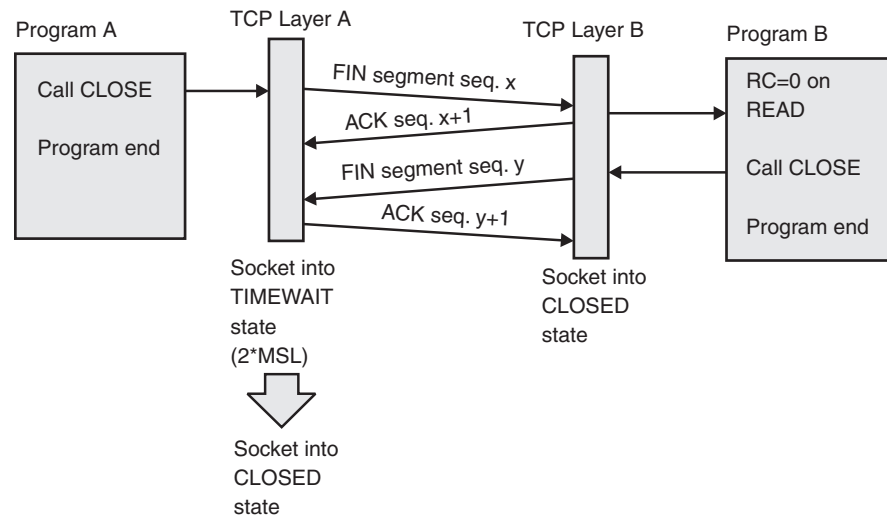 Program A
TCP Layer A
TCP Layer B
Program B
Call CLOSE
Program end
FIN segment seq. x
ACK seq. x+1
FIN segment seq. y
ACK seq. y+1
RC=0 on
READ
Call CLOSE
Program end
Socket into
TIMEWAIT
state
(2*MSL)
Socket into
CLOSED
state
Socket into
CLOSED
state